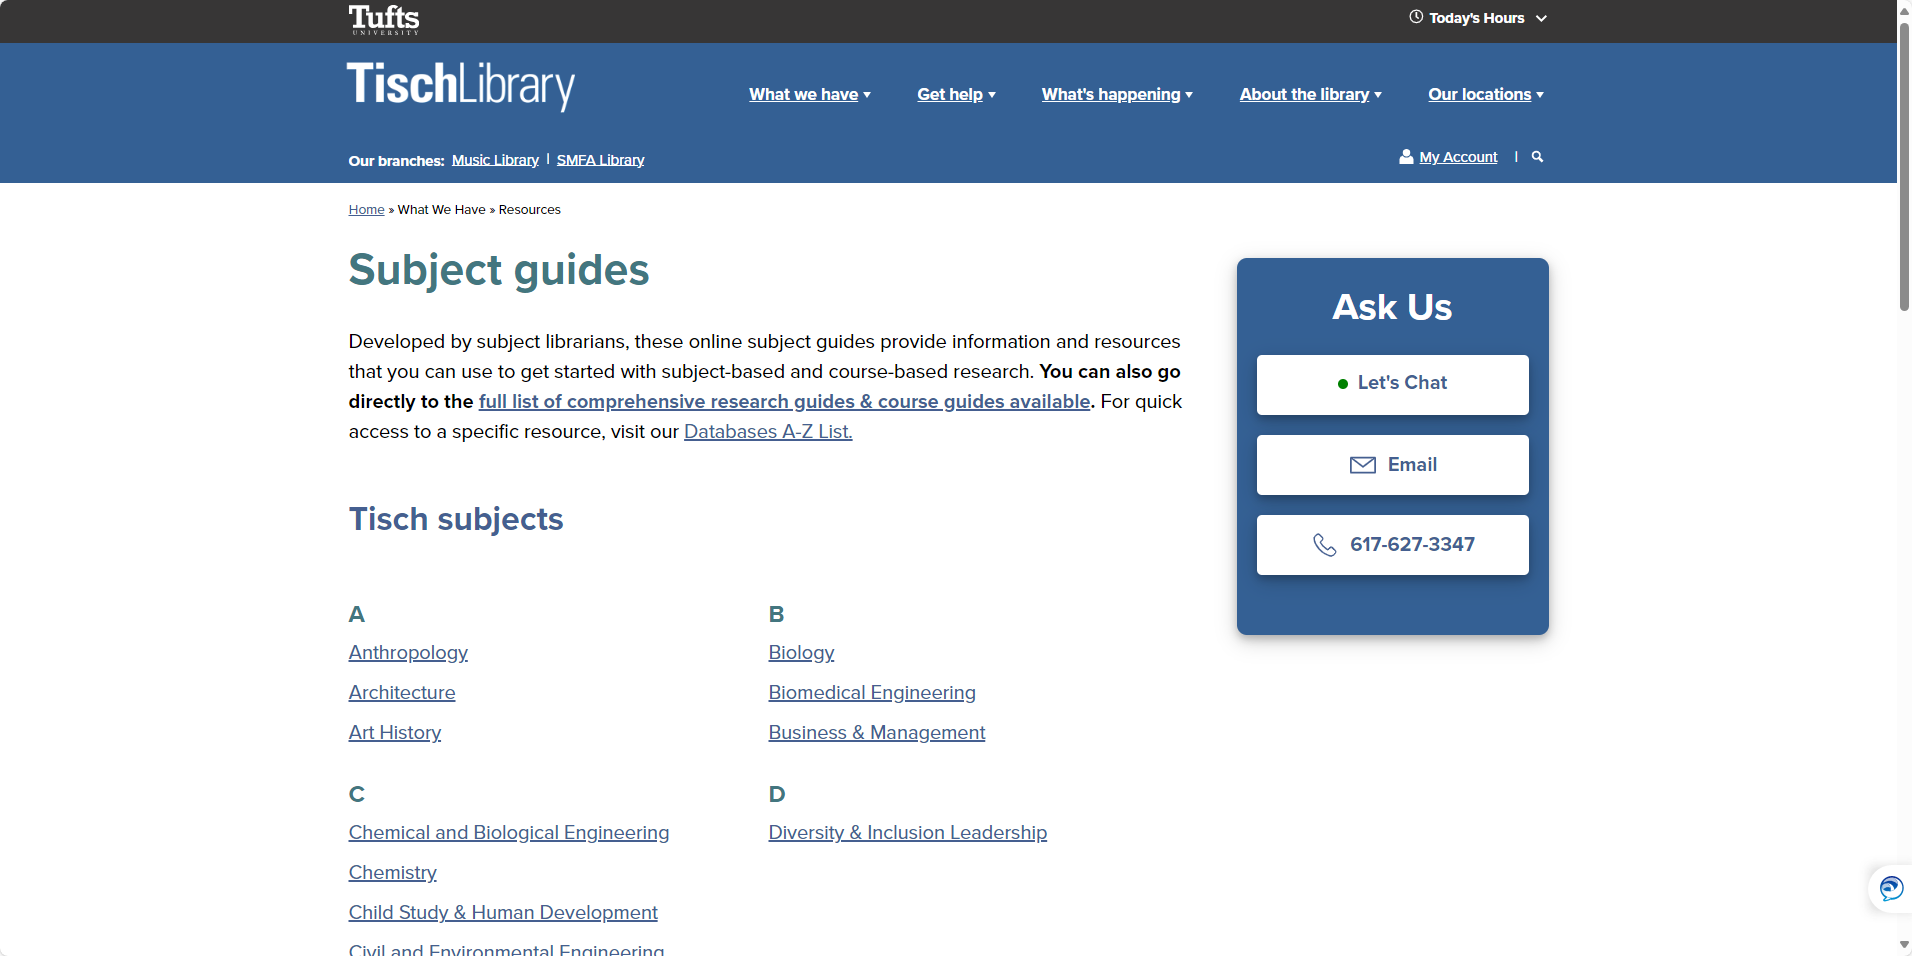 Tufts
UNIVERSITY
Today's Hours
TischLibrary
What we have
Get help
What's happening
About the library
Our locations
Our branches: Music Library | SMFA Library
My Account |
Home » What We Have » Resources
Subject guides
Developed by subject librarians, these online subject guides provide information and resources
that you can use to get started with subject-based and course-based research. You can also go
directly to the full list of comprehensive research guides & course guides available. For quick
access to a specific resource, visit our Databases A-Z List.
Ask Us
Let's Chat
Email
617-627-3347
Tisch subjects
A
Anthropology
Architecture
Art History
B
Biology
Biomedical Engineering
Business & Management
C
Chemical and Biological Engineering
Chemistry
Child Study & Human Development
Civil and Environmental Engineering
D
Diversity & Inclusion Leadership